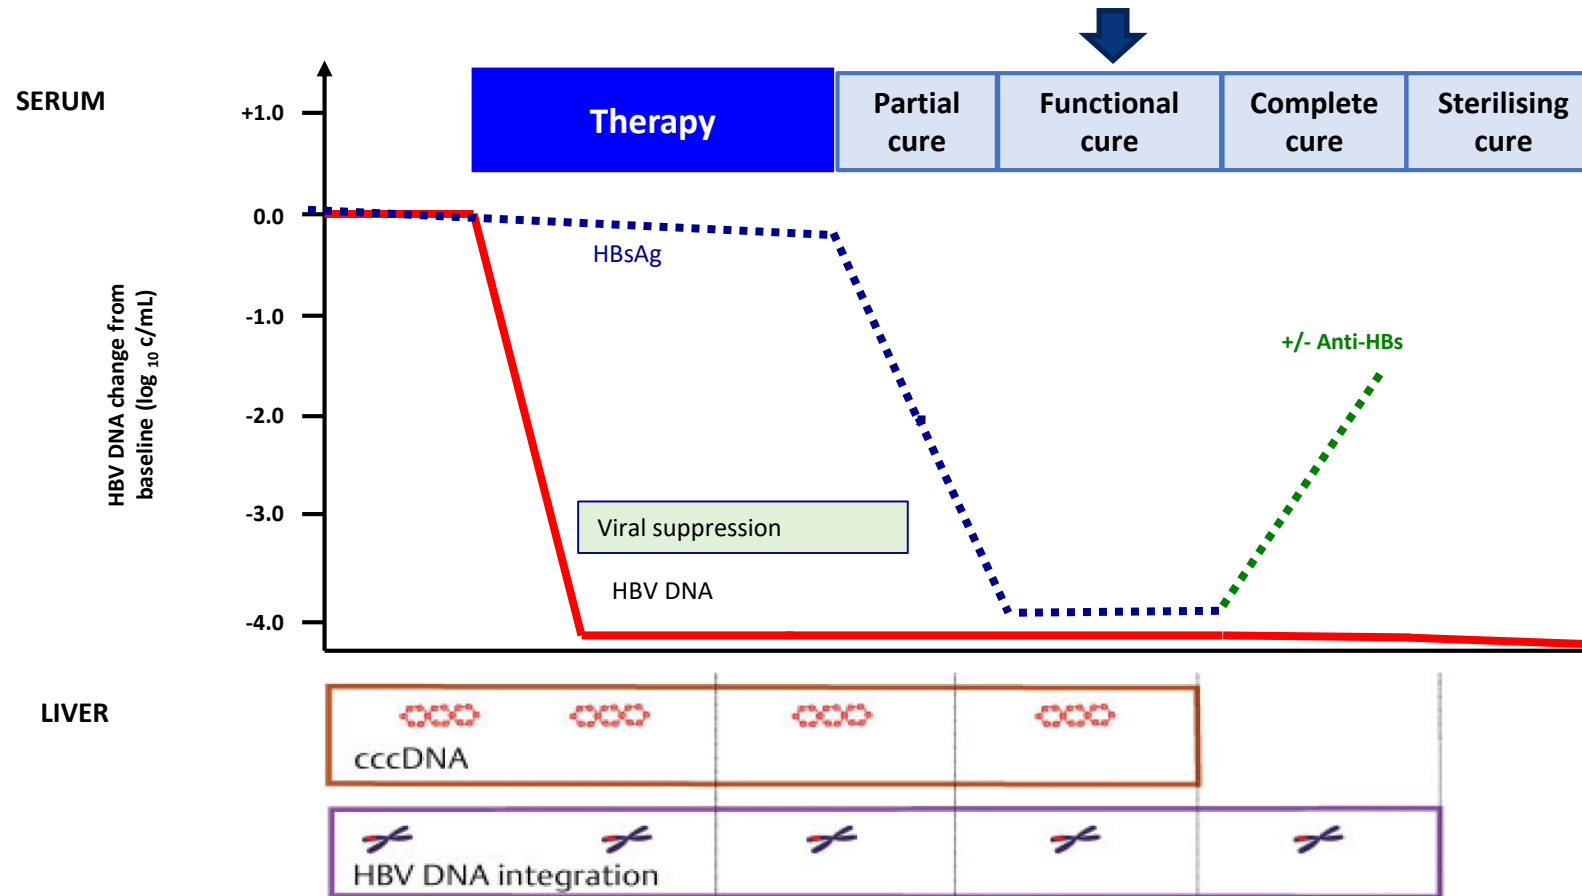 SERUM
+1.0
Therapy
Partial
cure
Functional
cure
Complete
cure
Sterilising
cure
0.0
HBsAg
HBV DNA change from
baseline (log 10 c/mL)
-1.0
+/- Anti-HBs
-2.0
-3.0
Viral suppression
HBV DNA
-4.0
LIVER
cccDNA
HBV DNA integration